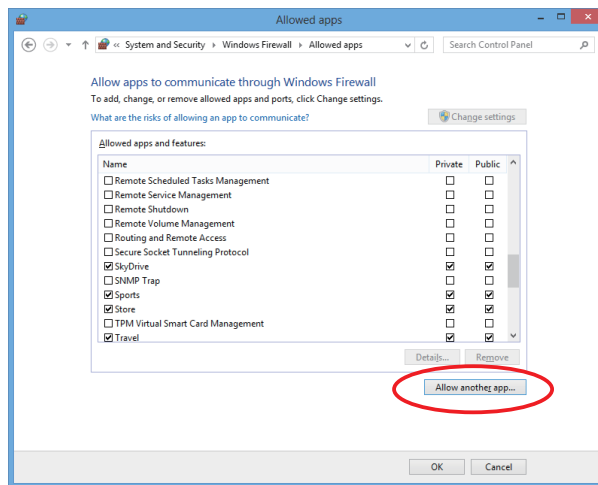 Allowed apps
« System and Security Windows Firewall Allowed apps Search Control Panel
Allow apps to communicate through Windows Firewall
To add, change, or remove allowed apps and ports, click Change settings.
What are the risks of allowing an app to communicate? Change settings
Allowed apps and features:
Name Private Public
Remote Scheduled Tasks Management
Remote Service Management
Remote Shutdown
Remote Volume Management
Routing and Remote Access
Secure Socket Tunneling Protocol
SkyDrive
SNMP Trap
Sports
Store
TPM Virtual Smart Card Management
Travel
Details... Remove
Allow another app...
OK Cancel